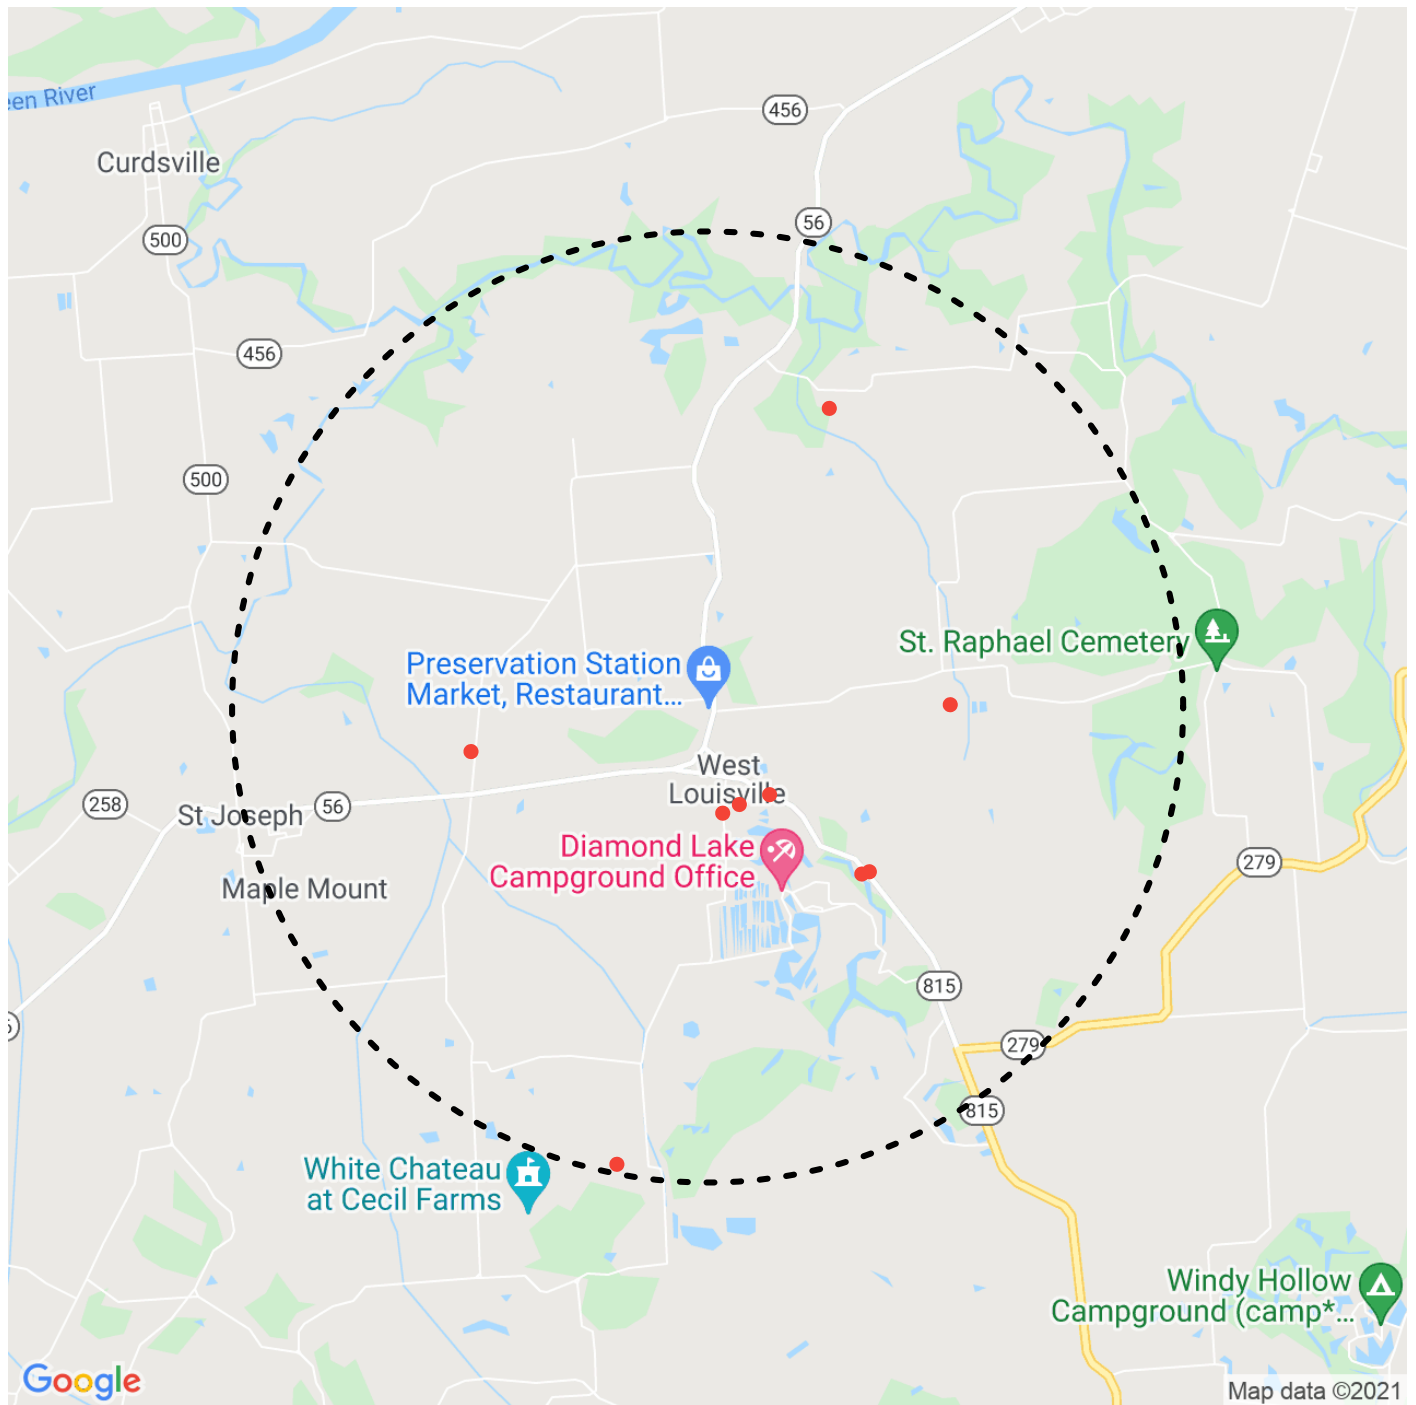 een River
456
Curdsville
56
500
456
500
St. Raphael Cemetery
Preservation Station
Market, Restaurant...
West
Louisville
258
St Joseph
56
Diamond Lake
Campground Office
279
Maple Mount
815
279
815
White Chateau
at Cecil Farms
Windy Hollow
Campground (camp*...
Google
Map data ©2021